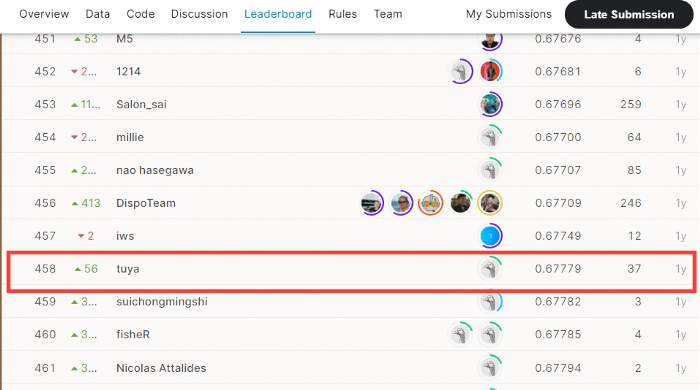 Overview Data Code Discussion Leaderboard Rules Team My Submissions Late Submission
451 53 M5 0.67676 4 1y
452 2... 1214 0.67681 6 1y
453 11... Salon_sai 0.67696 259 1y
454 2... millie 0.67700 64 1y
455 2... nao hasegawa 0.67707 85 1y
456 413 DispoTeam 0.67709 246 1y
457 2 iws 0.67749 12 1y
458 56 tuya 0.67779 37 1y
459 3... suichongmingshi 0.67782 3 1y
460 3... fisheR 0.67785 4 1y
461 3... Nicolas Attalides 0.67794 2 1y